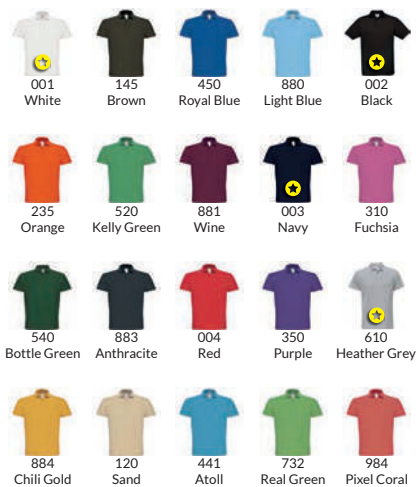 001
White
145
Brown
450
Royal Blue
880
Light Blue
002
Black
235
Orange
520
Kelly Green
881
Wine
003
Navy
310
Fuchsia
540
Bottle Green
883
Anthracite
004
Red
350
Purple
610
Heather Grey
884
Chili Gold
120
Sand
441
Atoll
732
Real Green
984
Pixel Coral